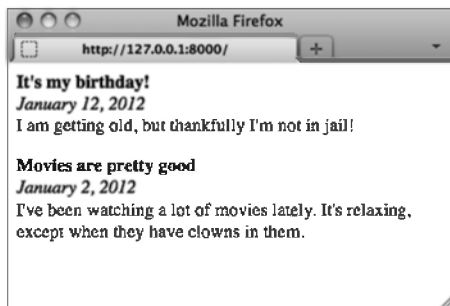 Mozilla Firefox
http://127.0.0.1:8000/
It's my birthday!
January 12, 2012
I am getting old, but thankfully I'm not in jail!
Movies are pretty good
January 2, 2012
I've been watching a lot of movies lately. It's relaxing,
except when they have clowns in them.